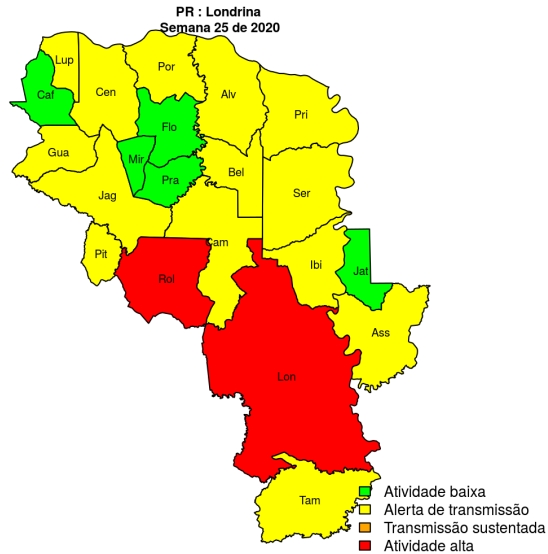 PR : Londrina
Semana 25 de 2020
Lup
Por
Caf
Cen
Alv
Pri
Flo
Gua
Mir
Bel
Pra
Jag
Ser
Cam
Pit
Ibi
Jat
Rol
Ass
Lon
Tam
Atividade baixa
Alerta de transmissão
Transmissão sustentada
Atividade alta